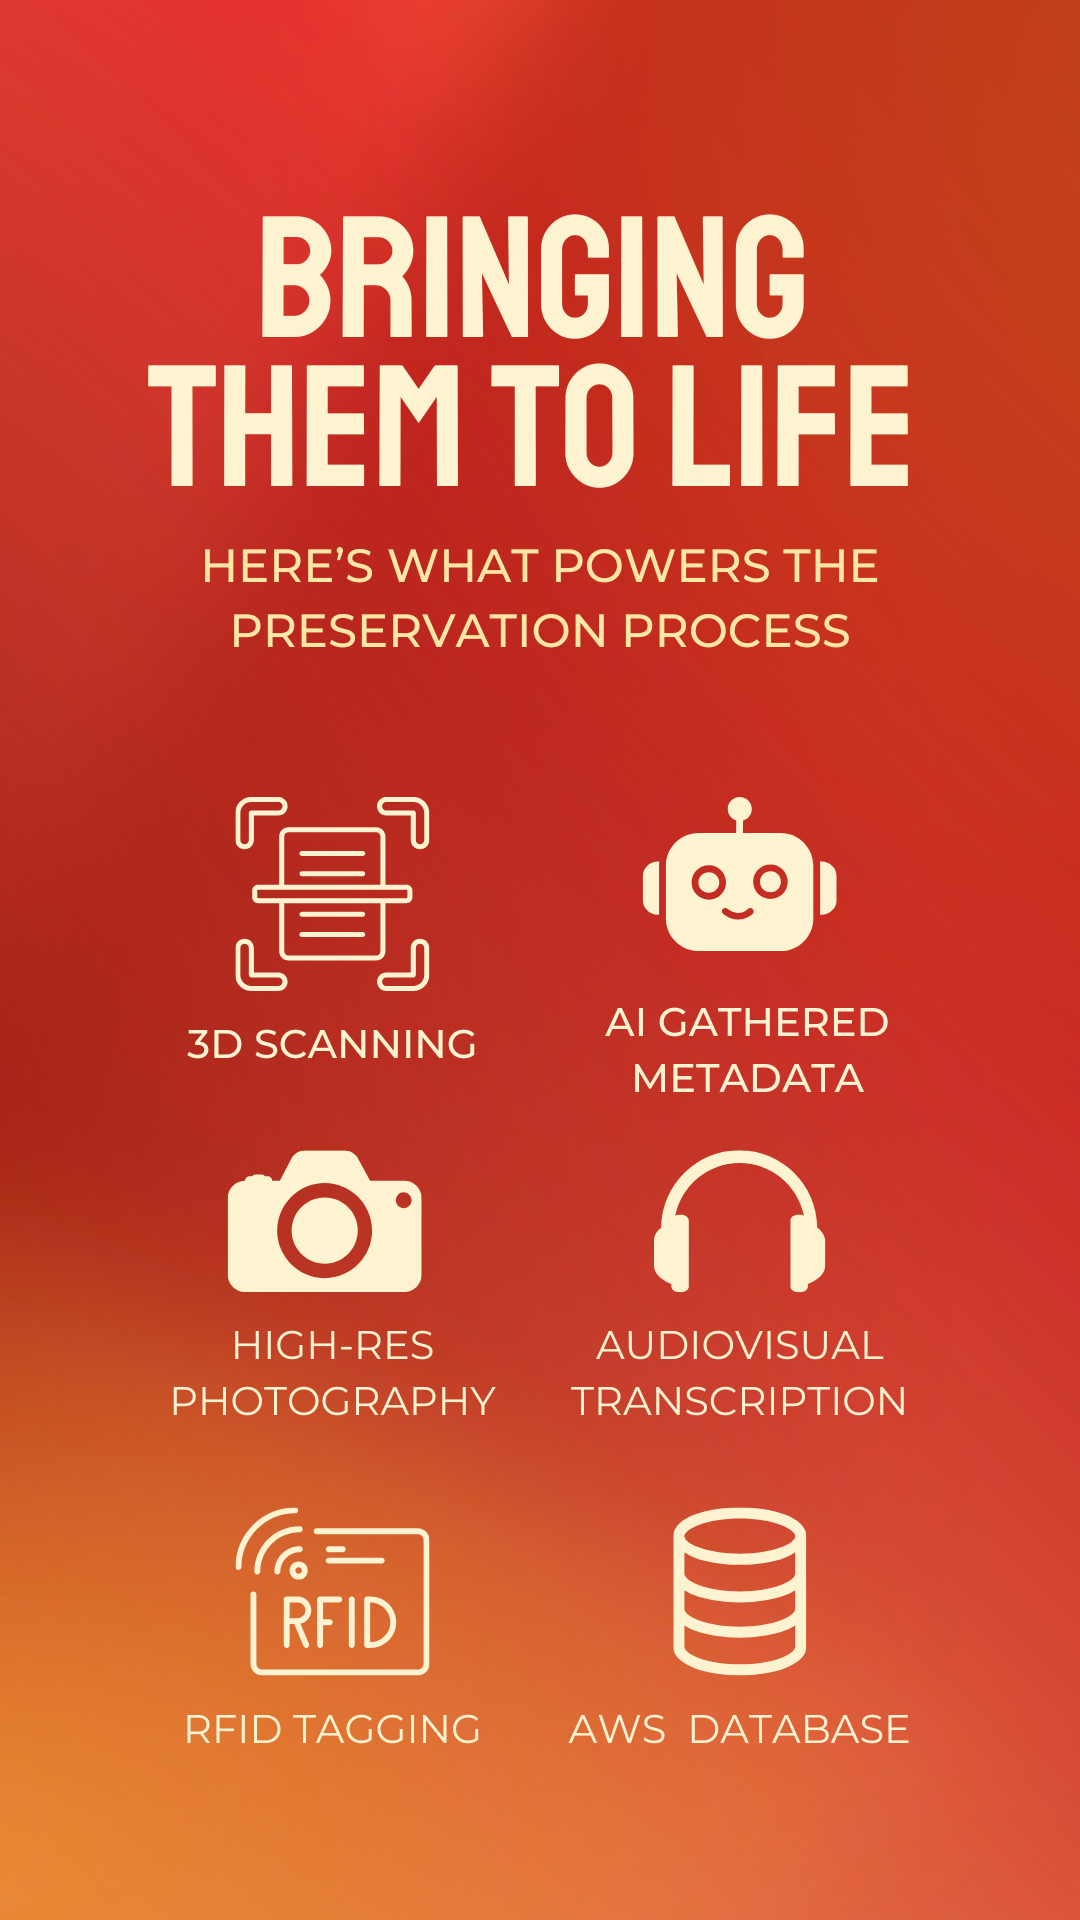 BRINGING
THEM TO LIFE
HERE’S WHAT POWERS THE
PRESERVATION PROCESS
3D SCANNING
AI GATHERED
METADATA
HIGH-RES
PHOTOGRAPHY
AUDIOVISUAL
TRANSCRIPTION
RFID
RFID TAGGING
AWS  DATABASE